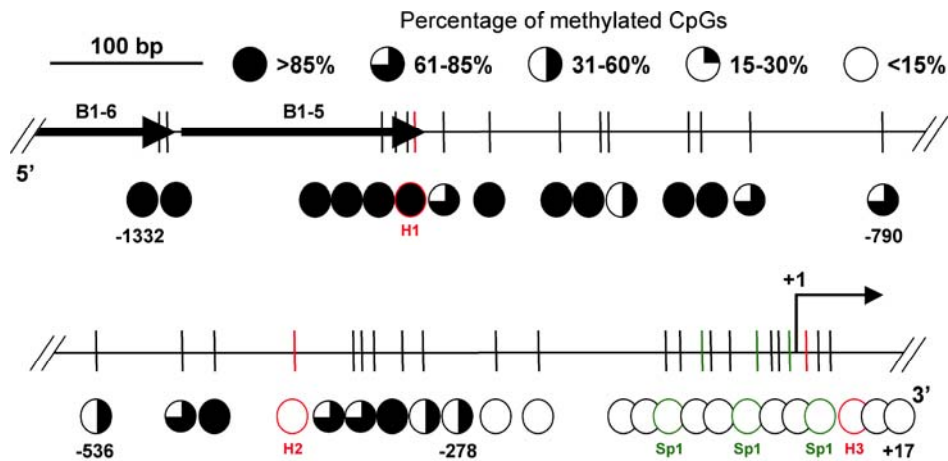 Percentage of methylated CpGs
100 bp >85% 61-85% 31-60% 15-30% <15%
B1-6 B1-5
5'
H1
-1332 -790
+1
3'
-536 H2 -278 Sp1 Sp1 Sp1 H3 +17